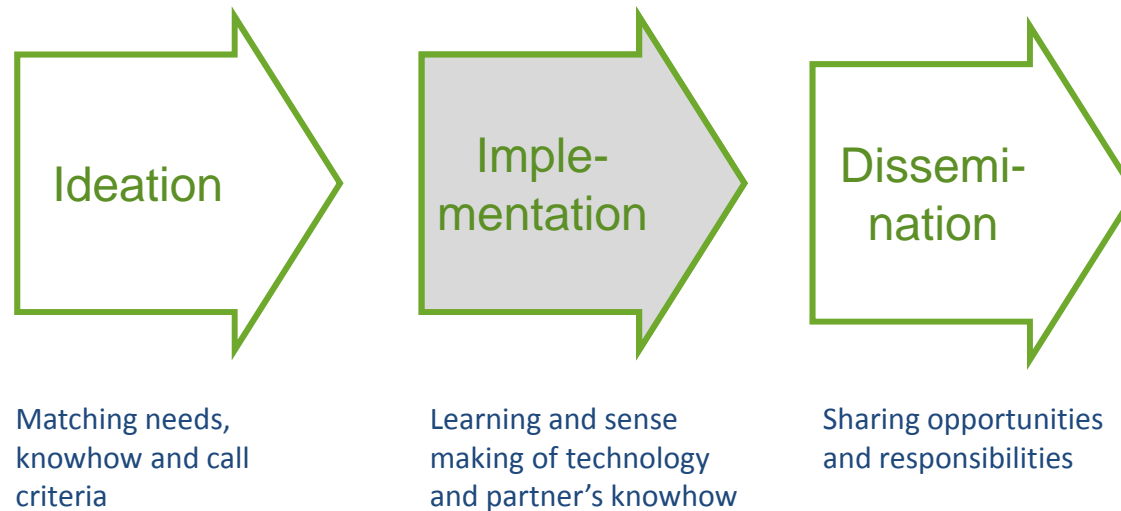 Ideation
Imple-
mentation
Dissemi-
nation
Matching needs,
knowhow and call
criteria
Learning and sense
making of technology
and partner’s knowhow
Sharing opportunities
and responsibilities